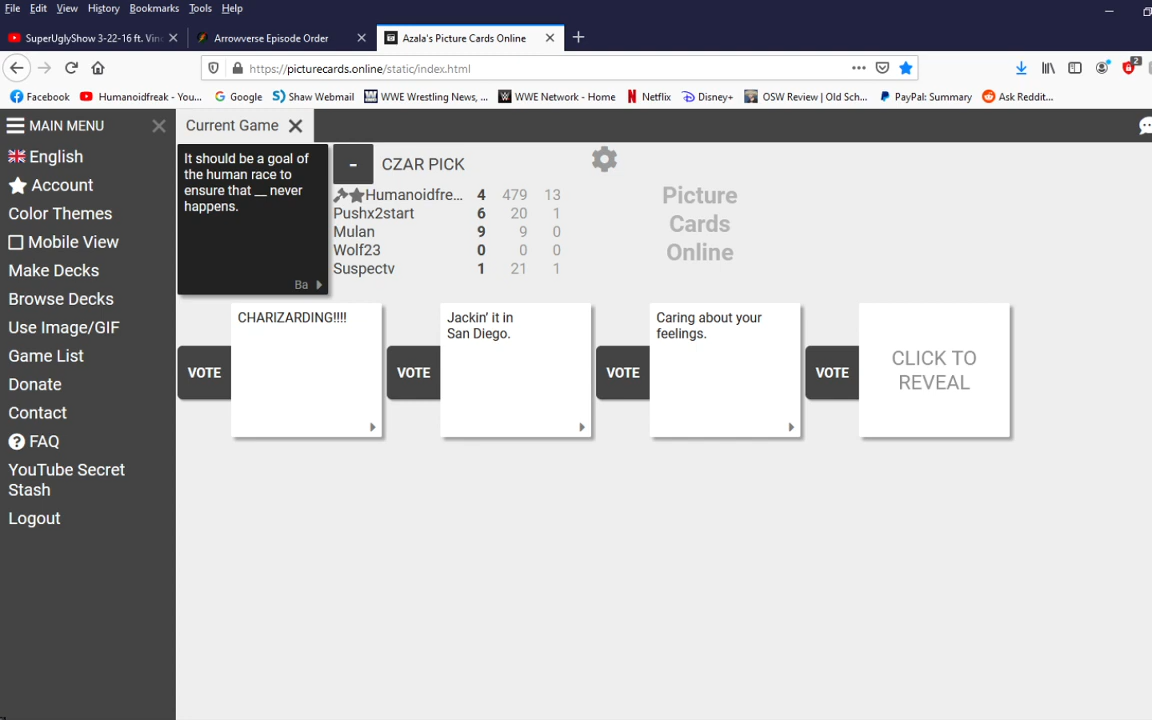 File Edit View History Bookmarks Tools Help
SuperUglyShow 3-22-16 ft. Vinc
Arrowverse Episode Order
Azala's Picture Cards Online
https://picturecards.online/static/index.html
2
Facebook
Humanoidfreak - You...
Google
Shaw Webmail
WWE Wrestling News, ...
WWE Network - Home
Netflix
Disney+
OSW Review | Old Sch...
PayPal: Summary
Ask Reddit...
MAIN MENU
English
Account
Color Themes
Mobile View
Make Decks
Browse Decks
Use Image/GIF
Game List
Donate
Contact
FAQ
YouTube Secret
Stash
Logout
Current Game
It should be a goal of
the human race to
ensure that __ never
happens.
Ba
- CZAR PICK
Humanoidfre... 4 479 13
Pushx2start 6 20 1
Mulan 9 9 0
Wolf23 0 0 0
Suspectv 1 21 1
Picture
Cards
Online
VOTE
CHARIZARDING!!!!
VOTE
Jackin' it in
San Diego.
VOTE
Caring about your
feelings.
VOTE
CLICK TO
REVEAL